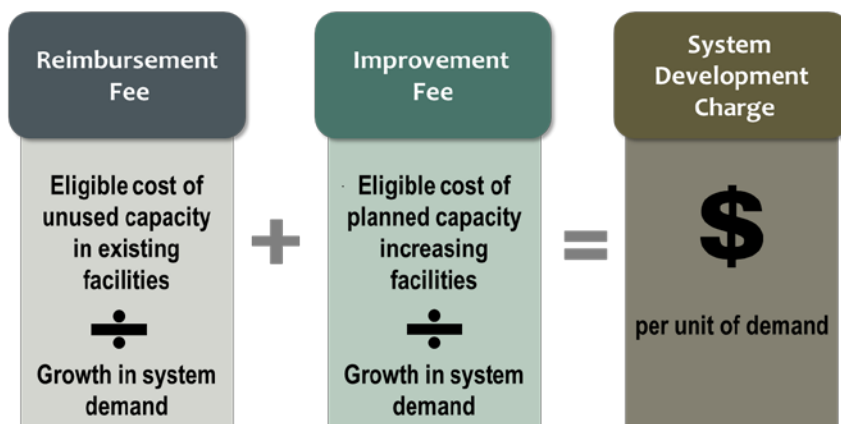 Reimbursement
Fee
Eligible cost of
unused capacity
in existing
facilities
÷
Growth in system
demand
+
Improvement
Fee
Eligible cost of
planned capacity
increasing
facilities
÷
Growth in system
demand
=
System
Development
Charge
$
per unit of demand